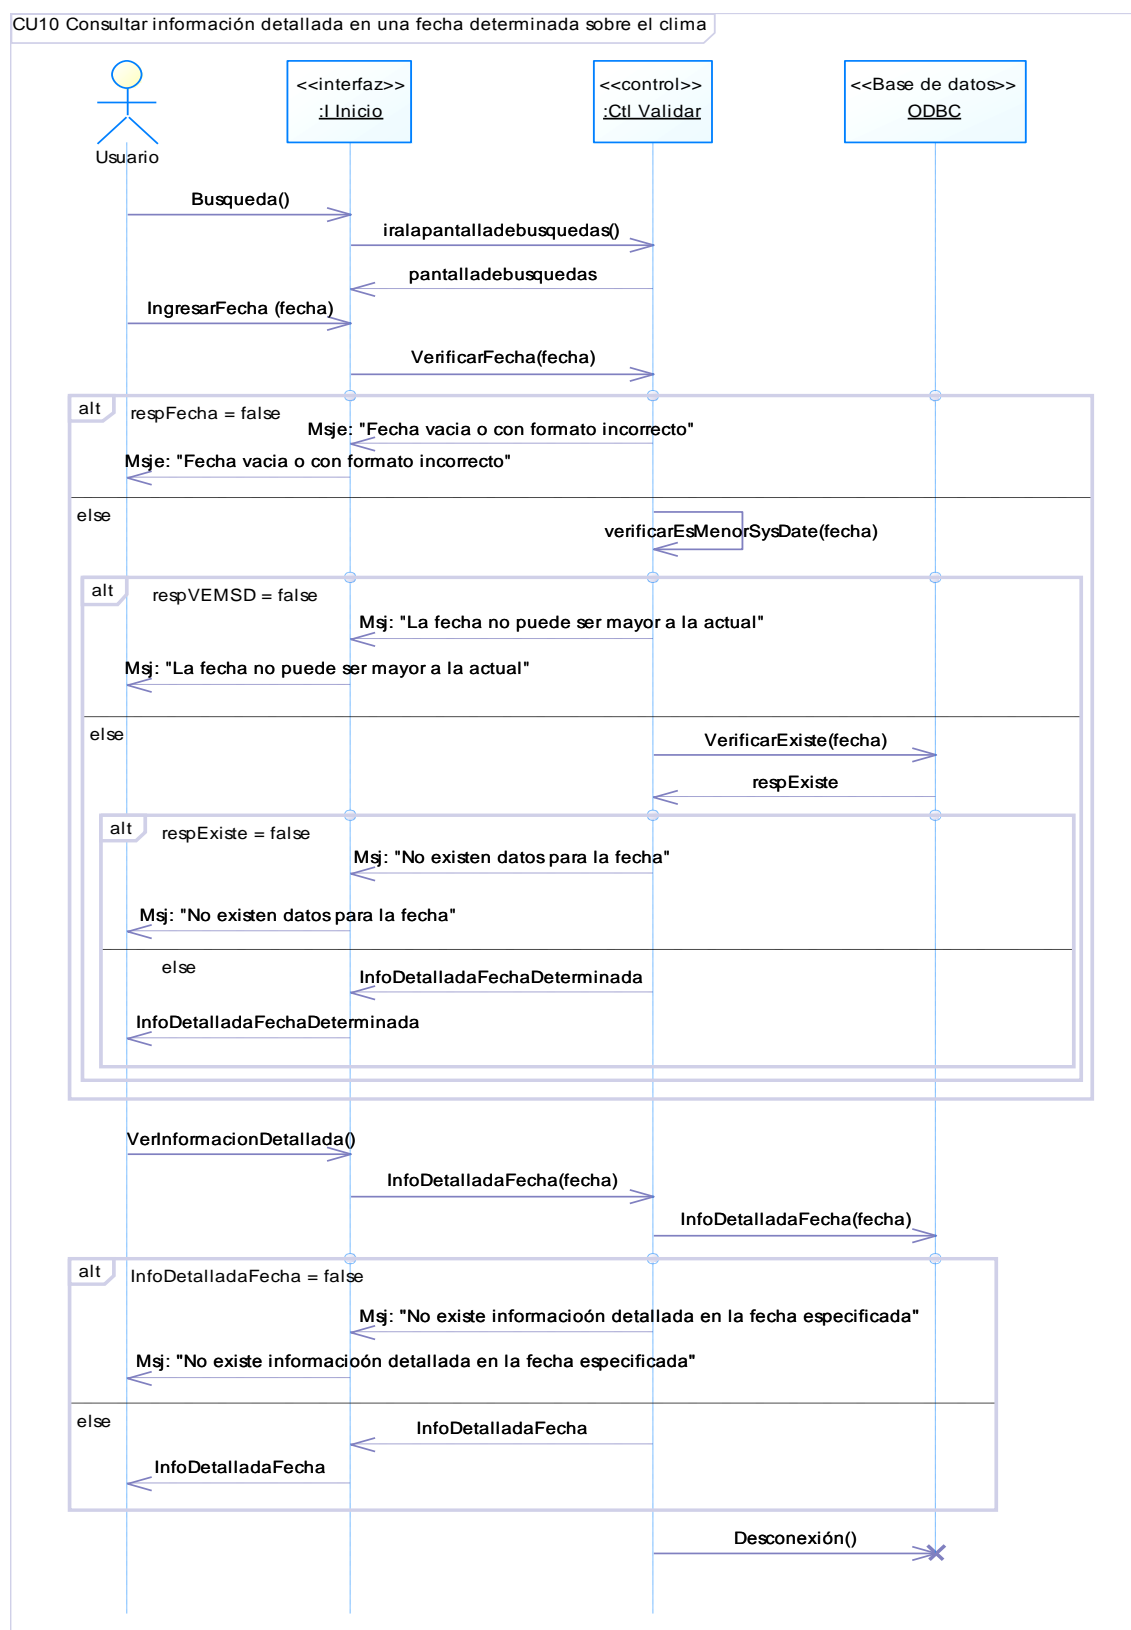 CU10 Consultar información detallada en una fecha determinada sobre el clima
<<interfaz>>
:I Inicio
<<control>>
:Ctl Validar
<<Base de datos>>
ODBC
Usuario
Busqueda()
iralapantalladebusquedas()
pantalladebusquedas
IngresarFecha (fecha)
VerificarFecha(fecha)
alt
respFecha = false
Msje: "Fecha vacia o con formato incorrecto"
Msje: "Fecha vacia o con formato incorrecto"
else
verificarEsMenorSysDate(fecha)
alt
respVEMSD = false
Msj: "La fecha no puede ser mayor a la actual"
Msj: "La fecha no puede ser mayor a la actual"
else
VerificarExiste(fecha)
respExiste
alt
respExiste = false
Msj: "No existen datos para la fecha"
Msj: "No existen datos para la fecha"
else
InfoDetalladaFechaDeterminada
InfoDetalladaFechaDeterminada
VerInformacionDetallada()
InfoDetalladaFecha(fecha)
InfoDetalladaFecha(fecha)
alt
InfoDetalladaFecha = false
Msj: "No existe informacioón detallada en la fecha especificada"
Msj: "No existe informacioón detallada en la fecha especificada"
else
InfoDetalladaFecha
InfoDetalladaFecha
Desconexión()